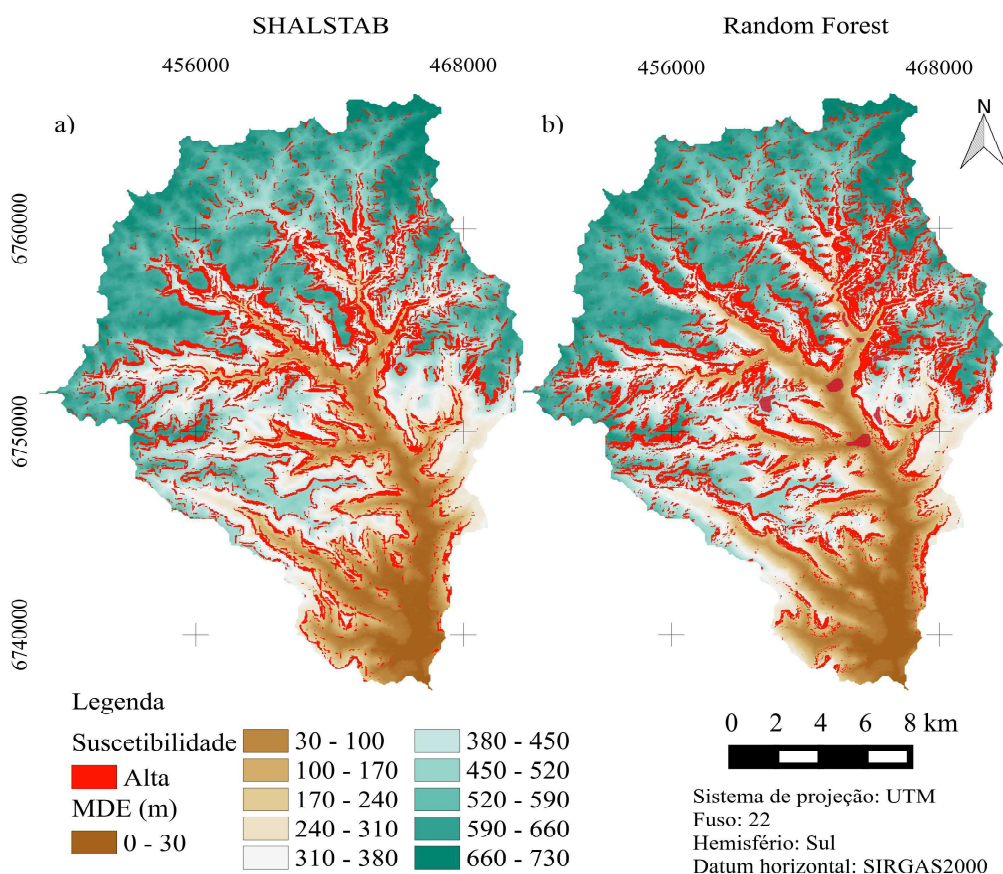 SHALSTAB
Random Forest
456000
468000
456000
468000
a)
b)
N
6760000
6750000
6740000
Legenda
Suscetibilidade
Alta
MDE (m)
0 - 30
30 - 100
100 - 170
170 - 240
240 - 310
310 - 380
380 - 450
450 - 520
520 - 590
590 - 660
660 - 730
0 2 4 6 8 km
Sistema de projeção: UTM
Fuso: 22
Hemisfério: Sul
Datum horizontal: SIRGAS2000